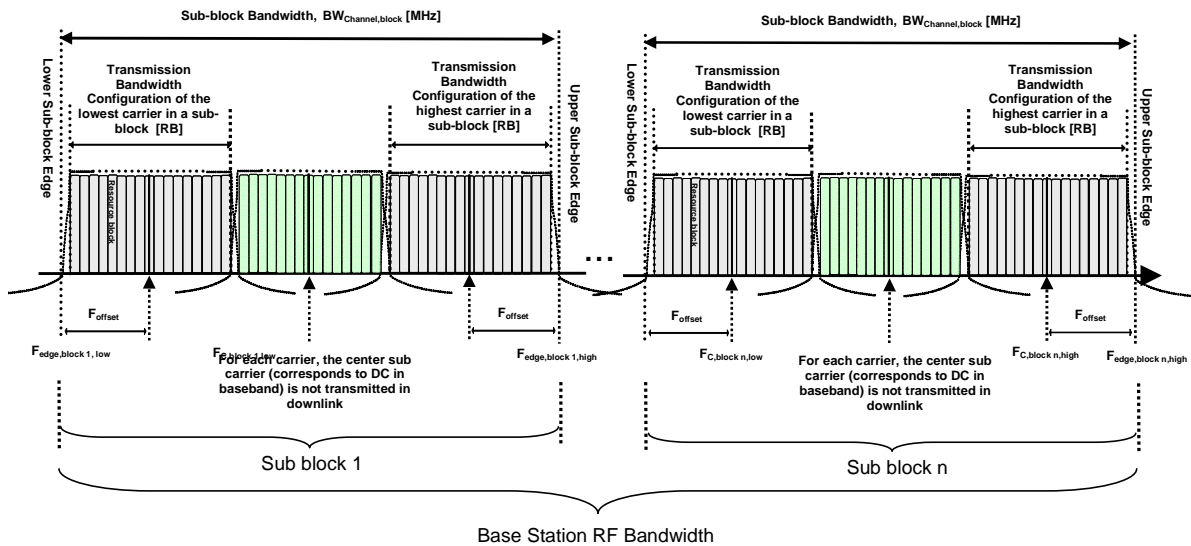 Sub-block Bandwidth, BWChannel,block [MHz]
Sub-block Bandwidth, BWChannel,block [MHz]
Lower Sub-block Edge
Transmission
Bandwidth
Configuration of the
lowest carrier in a sub-
block [RB]
Transmission
Bandwidth
Configuration of the
highest carrier in a
sub-block [RB]
Upper Sub-block Edge
Lower Sub-block Edge
Transmission
Bandwidth
Configuration of the
lowest carrier in a
sub-block [RB]
Transmission
Bandwidth
Configuration of the
highest carrier in a
sub-block [RB]
Upper Sub-block Edge
Resource block
Resource block
...
Foffset
Foffset
Foffset
Foffset
Fedge,block 1, low
FC,block 1,low
Fedge,block 1,high
FC,block n,low
FC,block n,high
Fedge,block n,high
For each carrier, the center sub
carrier (corresponds to DC in
baseband) is not transmitted in
downlink
For each carrier, the center sub
carrier (corresponds to DC in
baseband) is not transmitted in
downlink
Sub block 1
Sub block n
Base Station RF Bandwidth